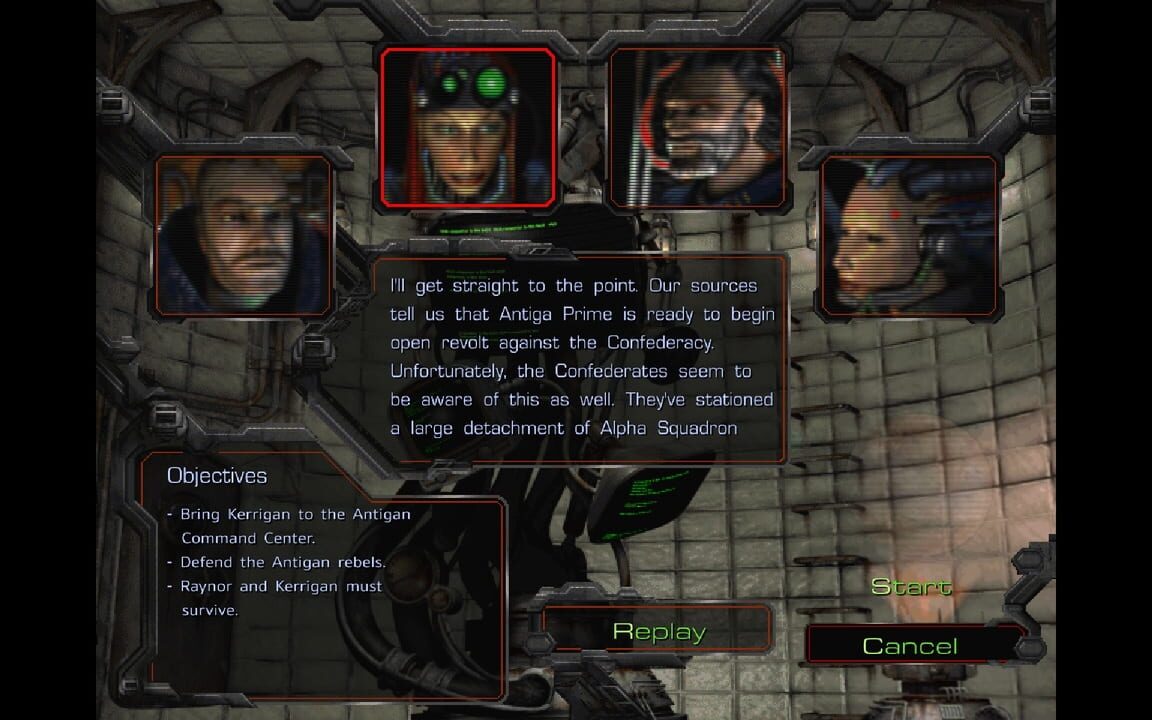 I'll get straight to the point. Our sources
tell us that Antiga Prime is ready to begin
open revolt against the Confederacy.
Unfortunately, the Confederates seem to
be aware of this as well. They've stationed
a large detachment of Alpha Squadron
Objectives
- Bring Kerrigan to the Antigan
Command Center.
- Defend the Antigan rebels.
- Raynor and Kerrigan must
survive.
Replay
Start
Cancel